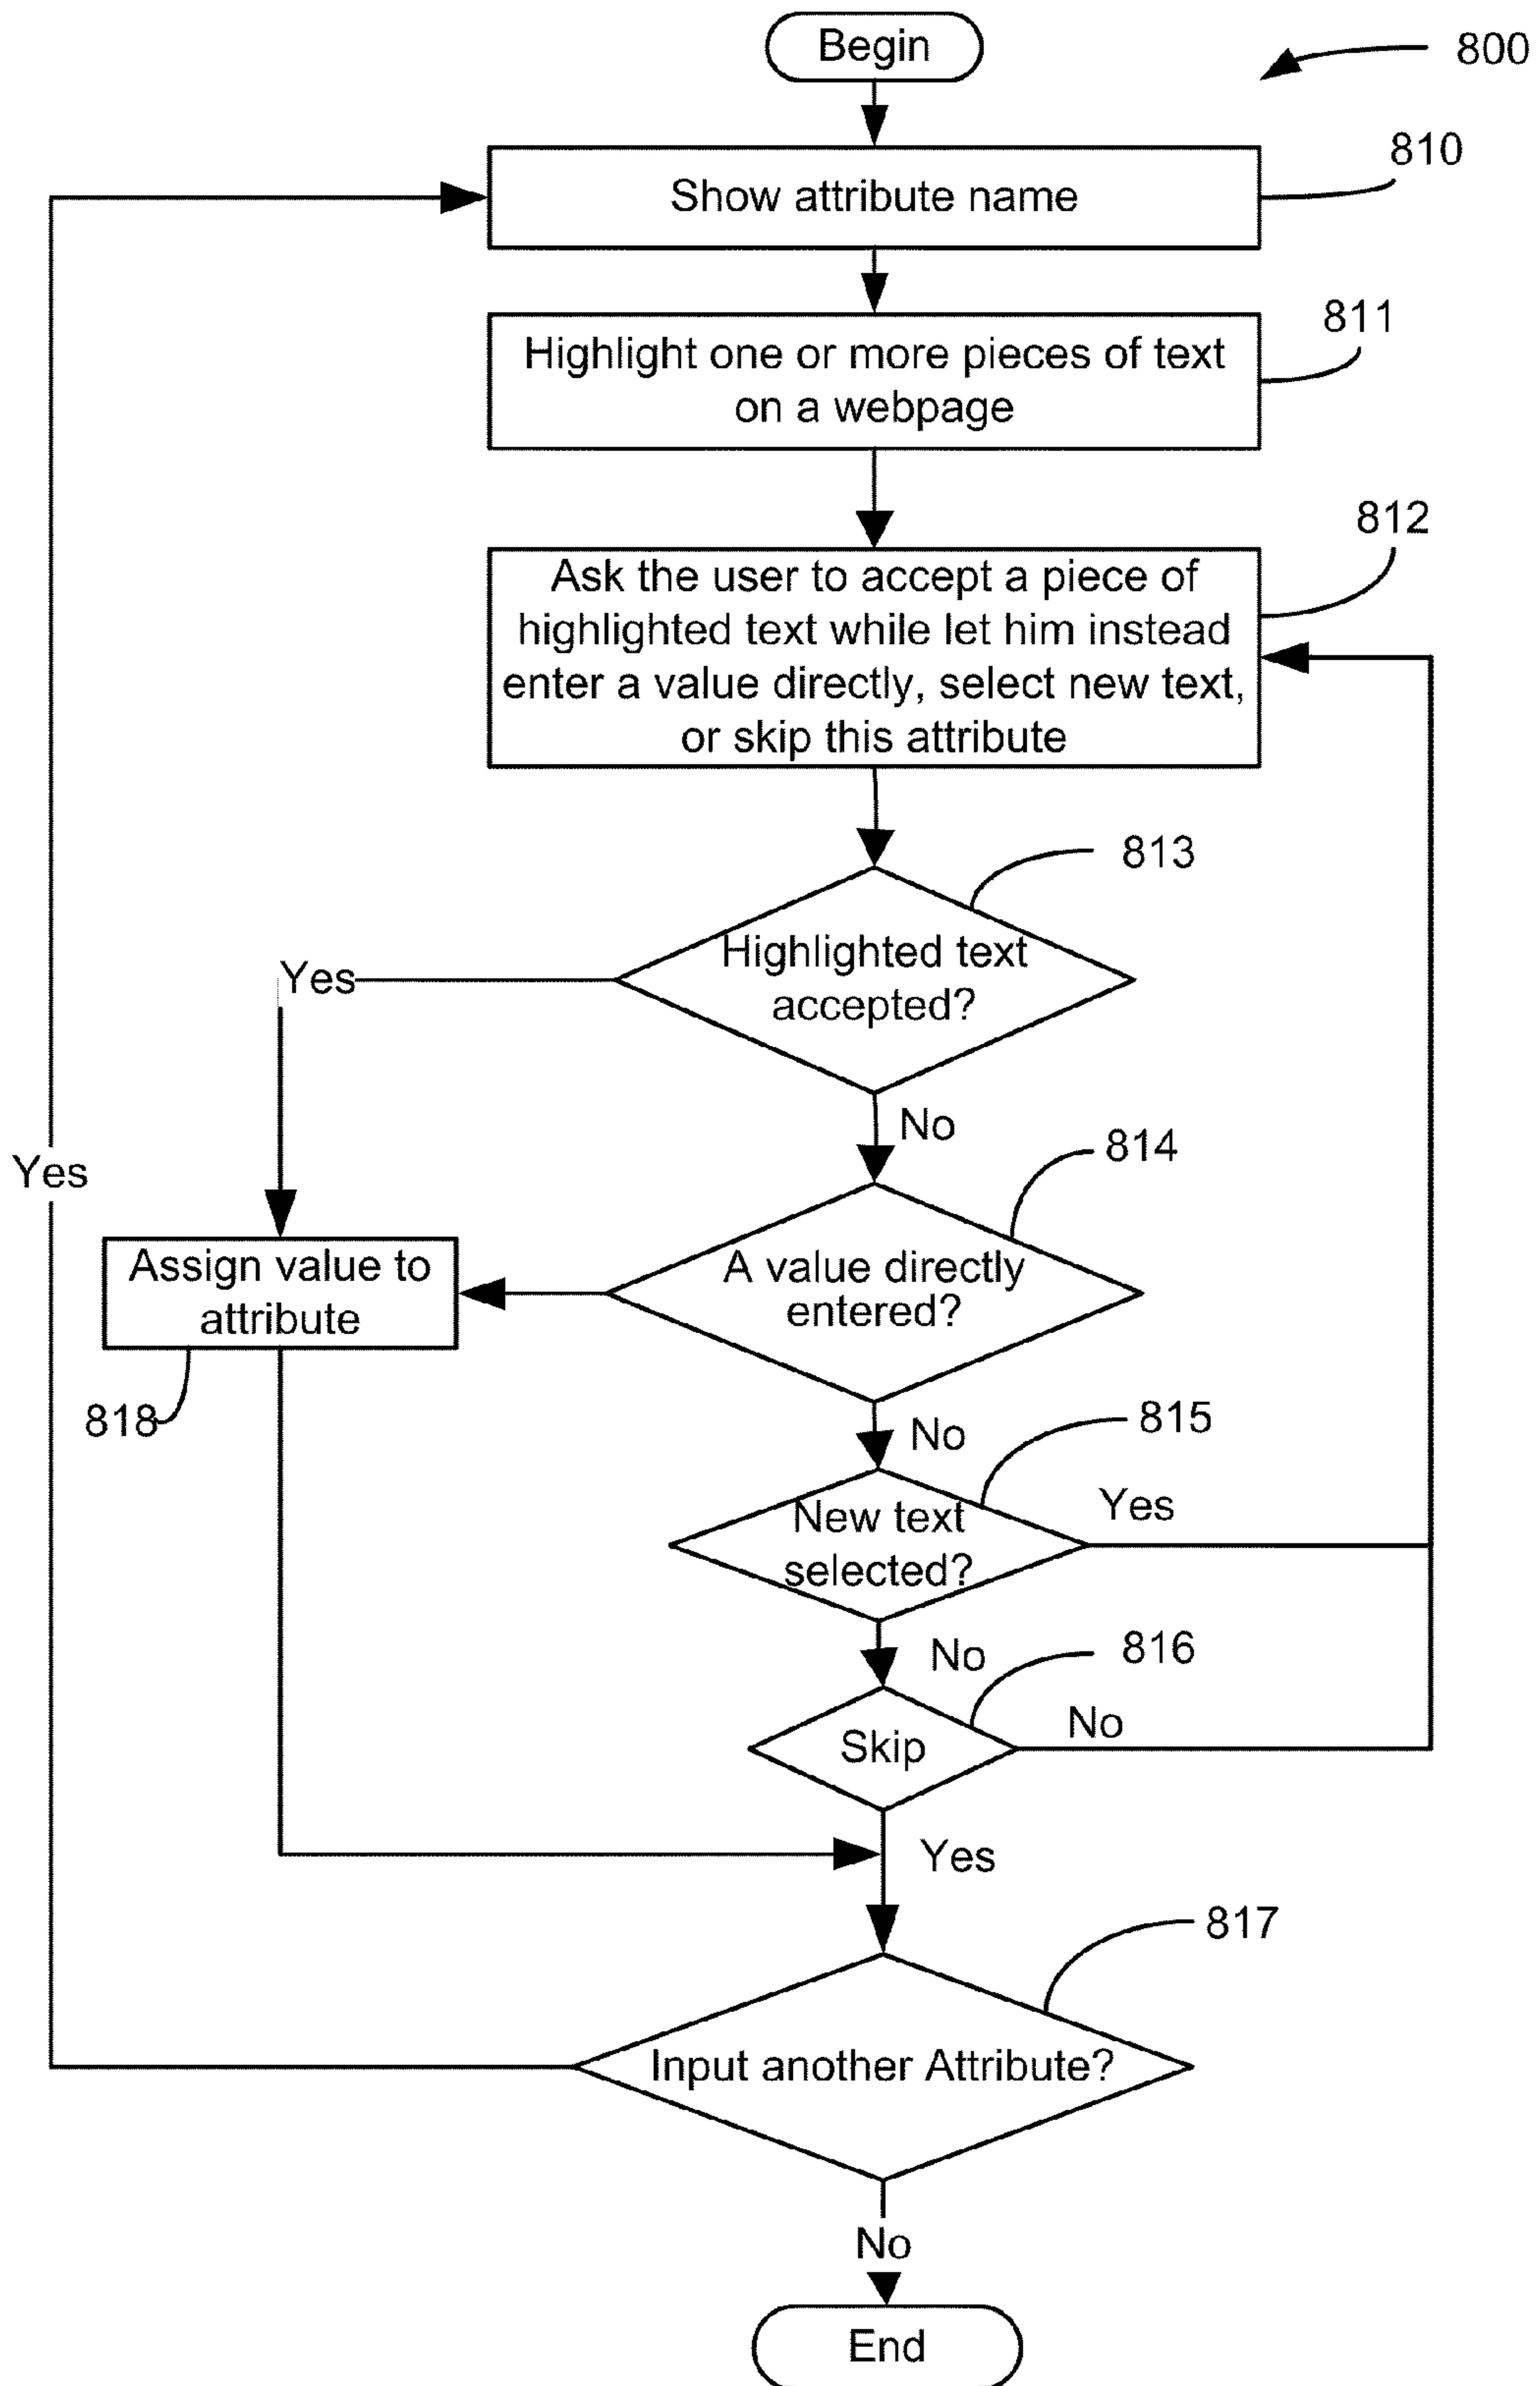 Begin
800
810
Show attribute name
811
Highlight one or more pieces of text
on a webpage
812
Ask the user to accept a piece of
highlighted text while let him instead
enter a value directly, select new text,
or skip this attribute
813
Highlighted text
accepted?
Yes
No
814
Yes
A value directly
entered?
Assign value to
attribute
818
No
815
New text
selected?
Yes
No
816
Skip
No
Yes
817
Input another Attribute?
No
End